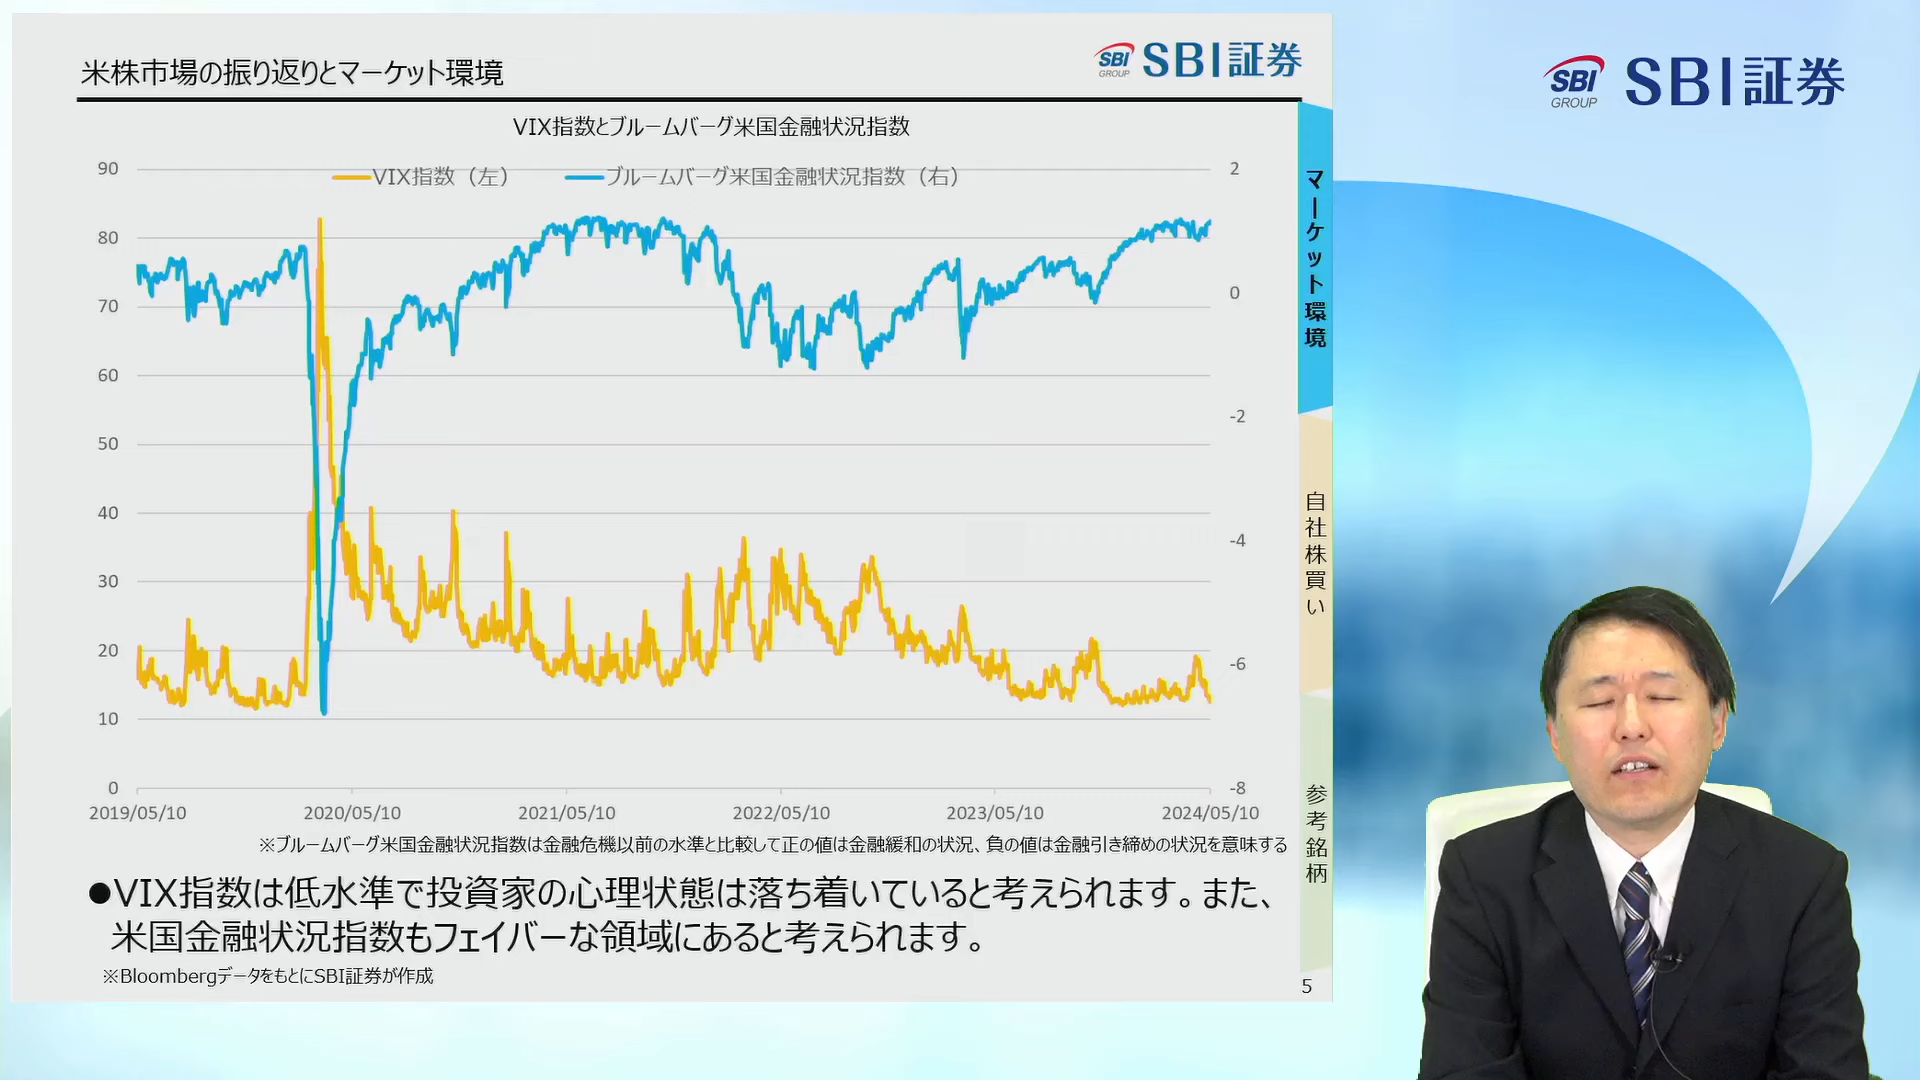 米株市場の振り返りとマーケット環境
SBI GROUP SBI証券
SBI GROUP SBI証券
VIX指数とブルームバーグ米国金融状況指数
VIX指数（左）
ブルームバーグ米国金融状況指数（右）
90
80
70
60
50
40
30
20
10
0
2
0
-2
-4
-6
-8
2019/05/10
2020/05/10
2021/05/10
2022/05/10
2023/05/10
2024/05/10
※ブルームバーグ米国金融状況指数は金融危機以前の水準と比較して正の値は金融緩和の状況、負の値は金融引き締めの状況を意味する
●VIX指数は低水準で投資家の心理状態は落ち着いていると考えられます。また、
米国金融状況指数もフェイバーな領域にあると考えられます。
※BloombergデータをもとにSBI証券が作成
5
マーケット環境
自社株買い
参考銘柄